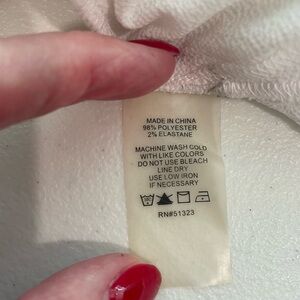 MADE IN CHINA
98% POLYESTER
2% ELASTANE
MACHINE WASH COLD
WITH LIKE COLORS
DO NOT USE BLEACH
LINE DRY
USE LOW IRON
IF NECESSARY
RN#51323